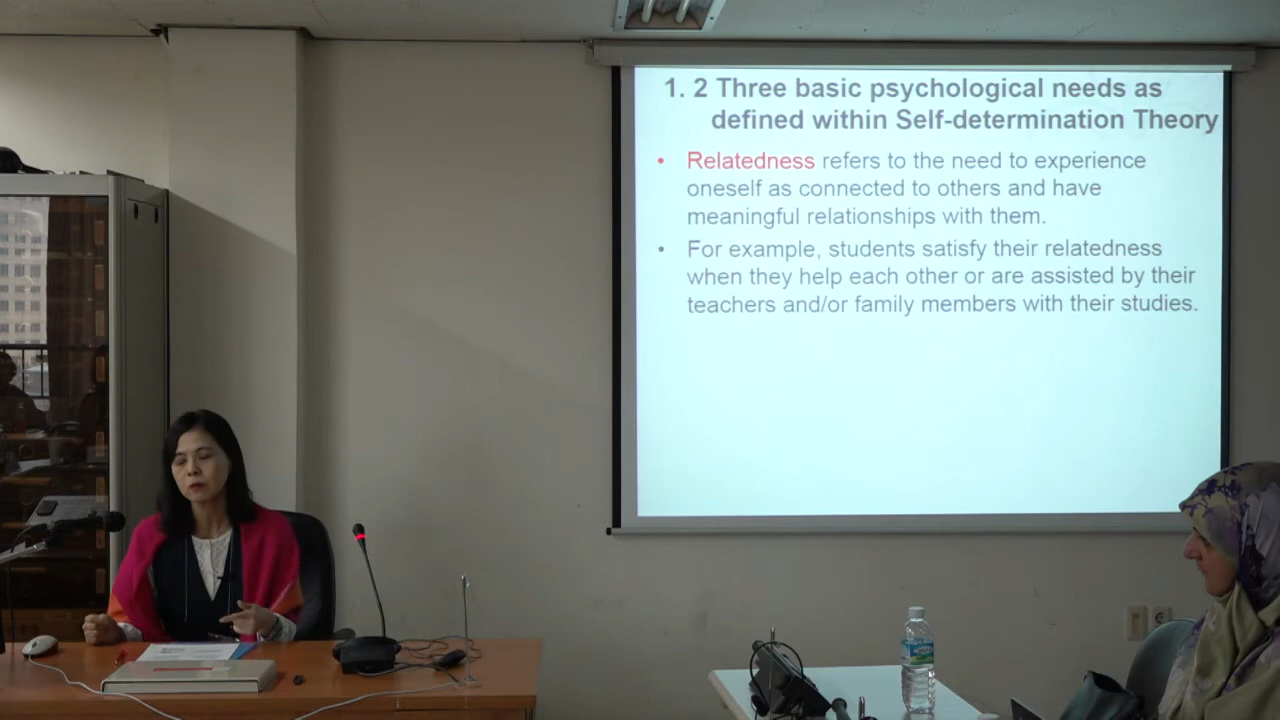 1. 2 Three basic psychological needs as
defined within Self-determination Theory
• Relatedness refers to the need to experience
oneself as connected to others and have
meaningful relationships with them.
• For example, students satisfy their relatedness
when they help each other or are assisted by their
teachers and/or family members with their studies.